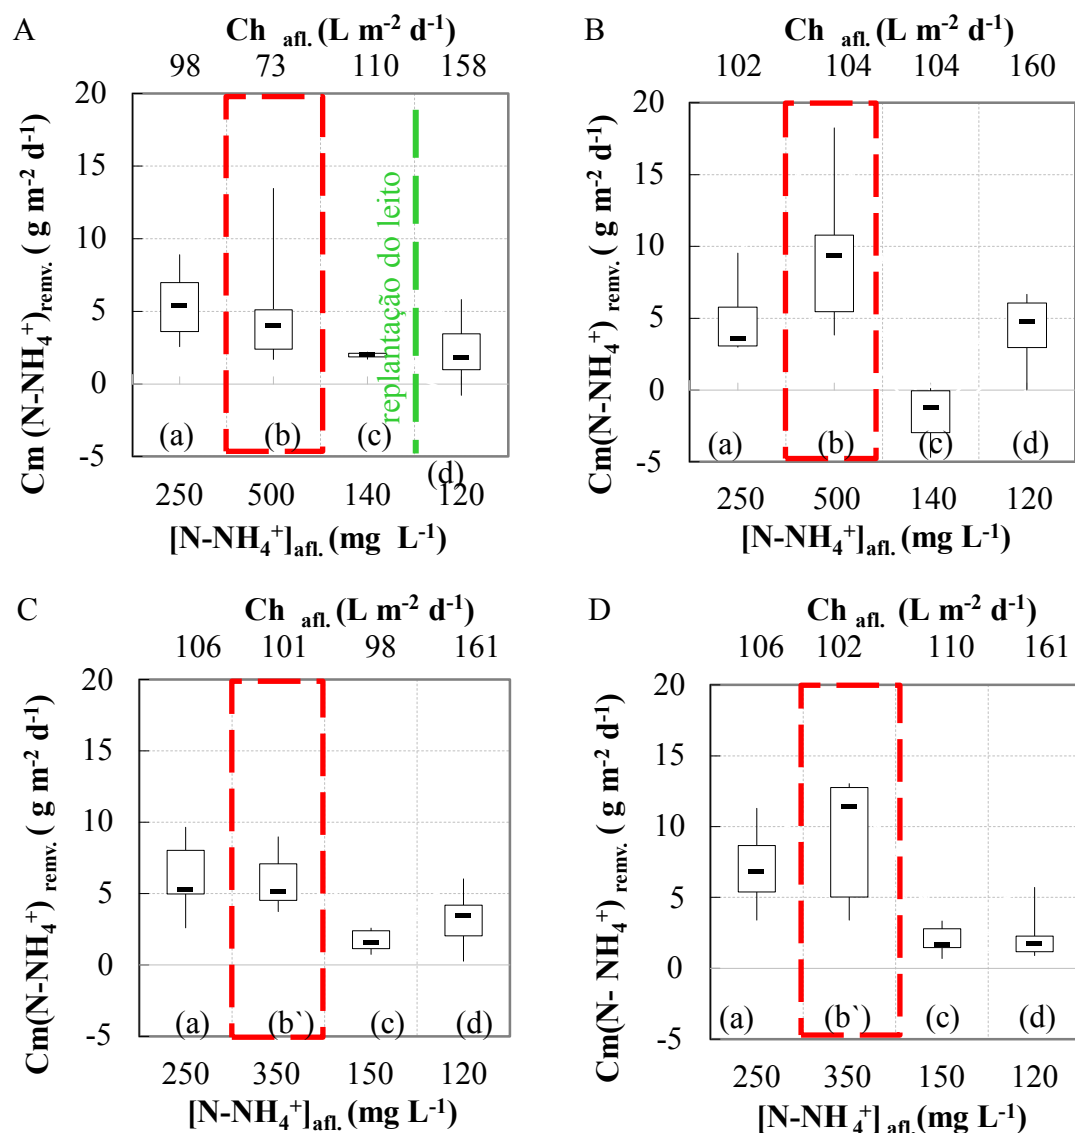 A
Ch afl. (L m-2 d-1)
98 73 110 158
Cm (N-NH4+)remv. ( g m-2 d-1)
20
15
10
5
0
-5
replantação do leito
(a) (b) (c) (d)
250 500 140 120
[N-NH4+]afl. (mg L-1)
B
Ch afl. (L m-2 d-1)
102 104 104 160
Cm(N-NH4+) remv. ( g m-2 d-1)
20
15
10
5
0
-5
(a) (b) (c) (d)
250 500 140 120
[N-NH4+]afl. (mg L-1)
C
Ch afl. (L m-2 d-1)
106 101 98 161
Cm(N-NH4+) remv. ( g m-2 d-1)
20
15
10
5
0
-5
(a) (b`) (c) (d)
250 350 150 120
[N-NH4+]afl. (mg L-1)
D
Ch afl. (L m-2 d-1)
106 102 110 161
Cm(N- NH4+) remv. ( g m-2 d-1)
20
15
10
5
0
-5
(a) (b`) (c) (d)
250 350 150 120
[N-NH4+] afl.(mg L-1)